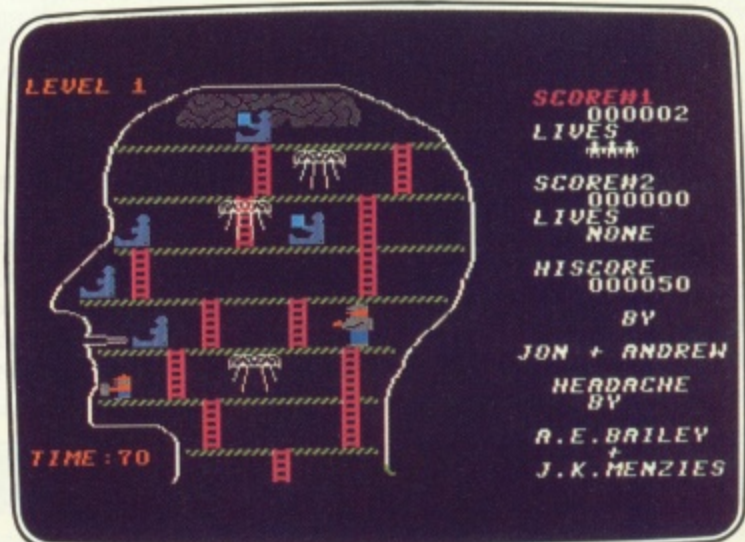 LEVEL 1
SCORE#1
000002
LIVES
SCORE#2
000000
LIVES
NONE
HISCORE
000050
BY
JON + ANDREW
HEADACHE
BY
A.E.BAILEY
+
J.K.MENZIES
TIME:70